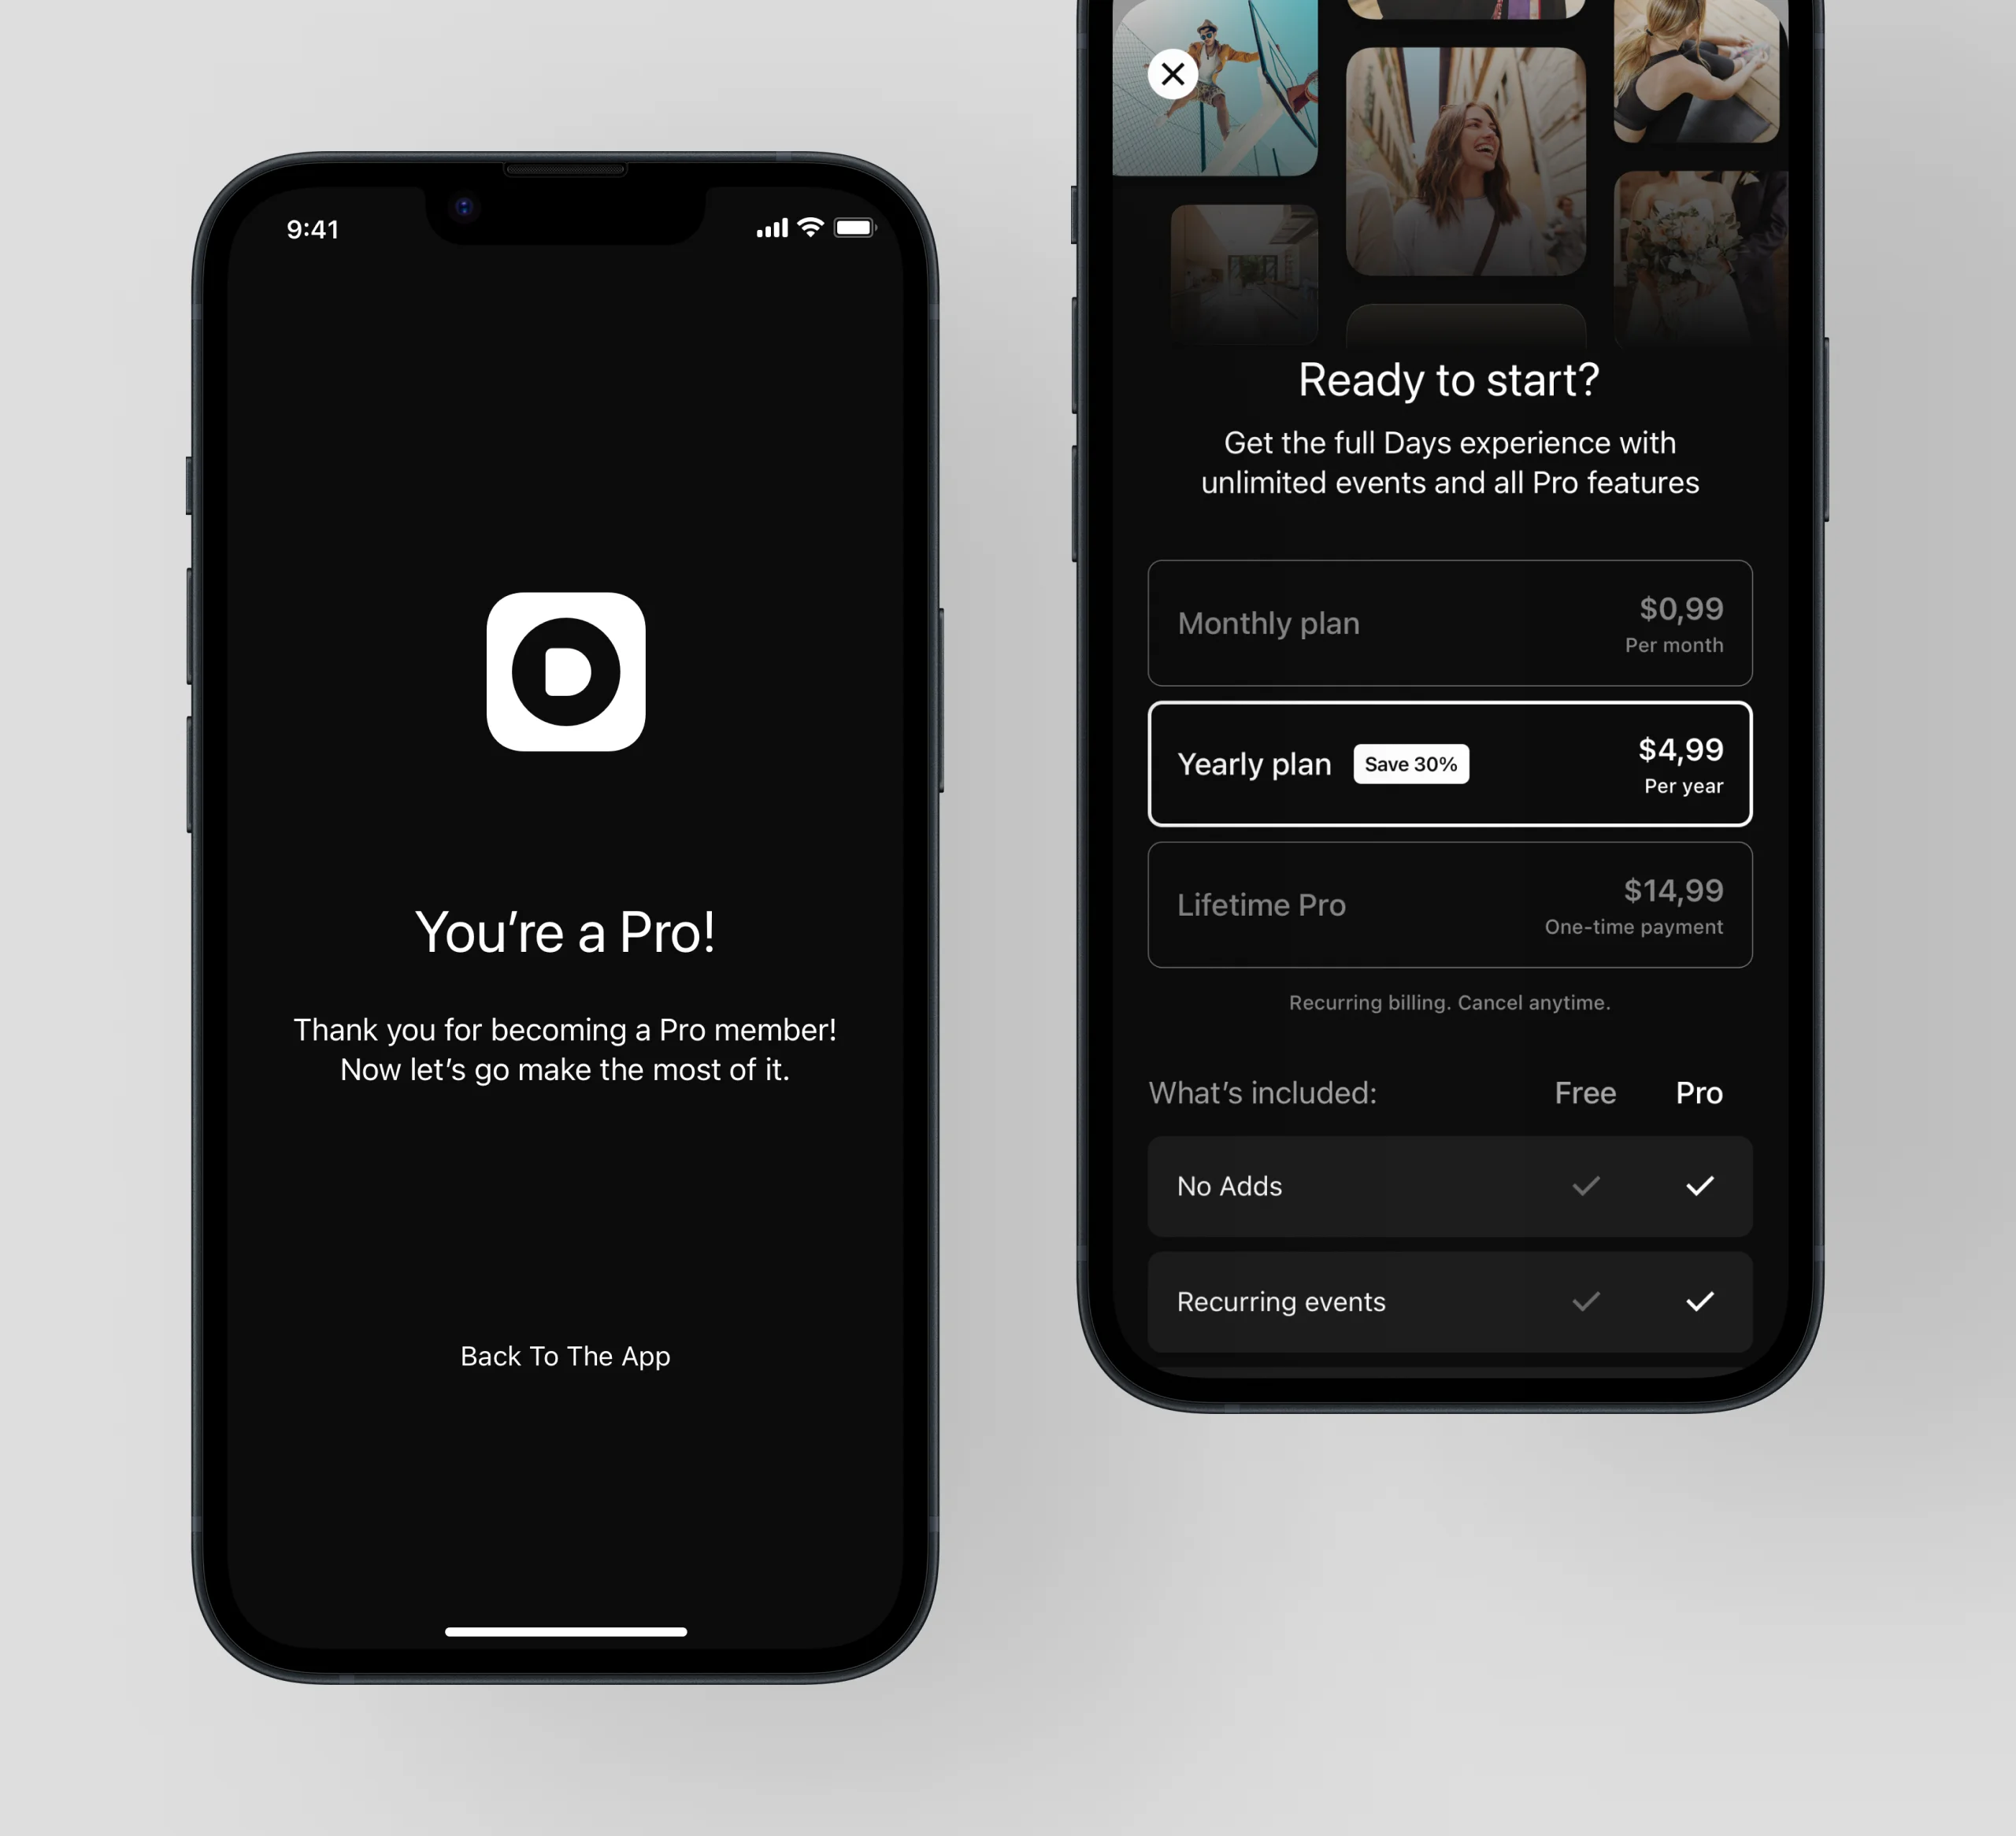 9:41
D
You’re a Pro!
Thank you for becoming a Pro member!
Now let’s go make the most of it.
Back To The App
Ready to start?
Get the full Days experience with
unlimited events and all Pro features
Monthly plan
$0,99
Per month
Yearly plan
Save 30%
$4,99
Per year
Lifetime Pro
$14,99
One-time payment
Recurring billing. Cancel anytime.
What’s included:
Free
Pro
No Adds
Recurring events